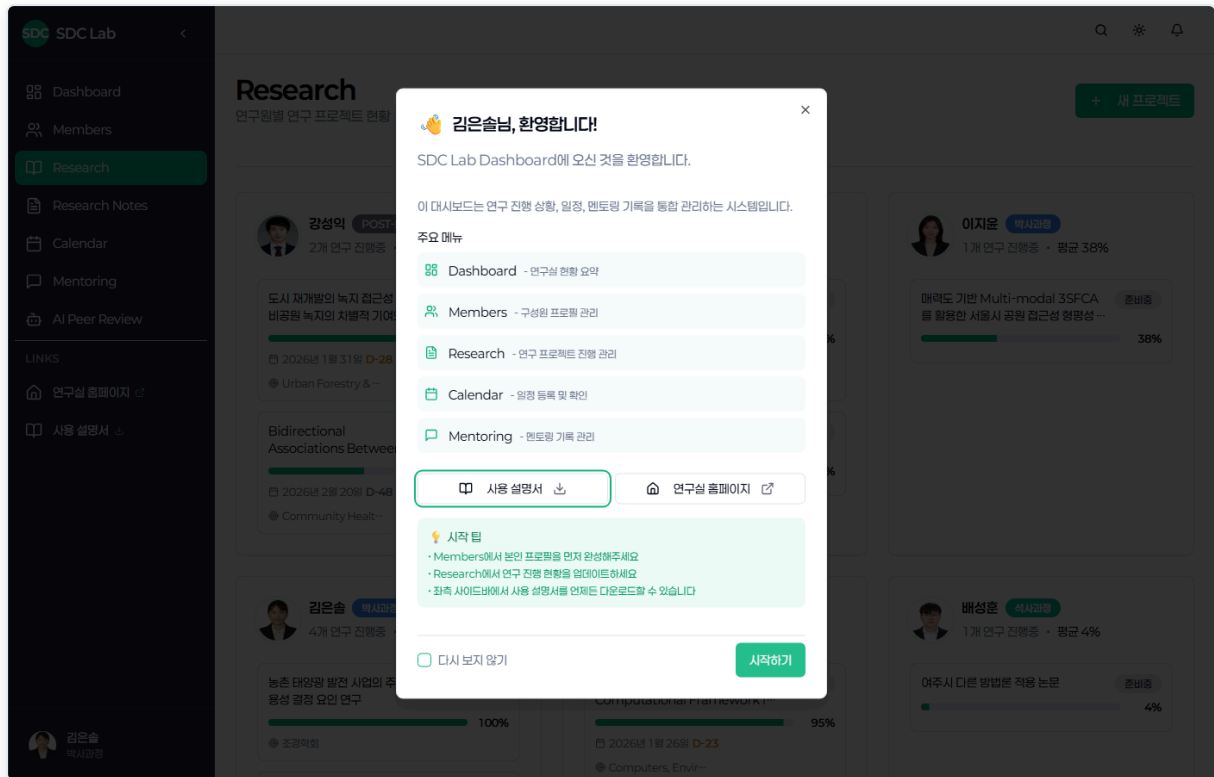 SDC SDC Lab
Dashboard
Members
Research
Research Notes
Calendar
Mentoring
AI Peer Review
LINKS
연구실 홈페이지
사용 설명서
김은솔
박사과정
Research
연구원별 연구 프로젝트 현황
+ 새 프로젝트
강성익 POST-
2개 연구 진행중 •
도시 재개발의 녹지 접근성
비공원 녹지의 차별적 기여
2026년 1월 31일 D-28
Urban Forestry & ···
Bidirectional
Associations Between
2026년 2월 20일 D-48
Community Healt···
김은솔 박사과정
4개 연구 진행중 •
농촌 태양광 발전 사업의 주
용성 결정 요인 연구
100%
조경학회
👋 김은솔님, 환영합니다!
SDC Lab Dashboard에 오신 것을 환영합니다.
이 대시보드는 연구 진행 상황, 일정, 멘토링 기록을 통합 관리하는 시스템입니다.
주요 메뉴
Dashboard - 연구실 현황 요약
Members - 구성원 프로필 관리
Research - 연구 프로젝트 진행 관리
Calendar - 일정 등록 및 확인
Mentoring - 멘토링 기록 관리
사용 설명서
연구실 홈페이지
💡 시작 팁
• Members에서 본인 프로필을 먼저 완성해주세요
• Research에서 연구 진행 현황을 업데이트하세요
• 좌측 사이드바에서 사용 설명서를 언제든 다운로드할 수 있습니다
다시 보지 않기
시작하기
Computational Framework f···
95%
2026년 1월 26일 D-23
Computers, Envir···
이지윤 박사과정
1개 연구 진행중 • 평균 38%
매력도 기반 Multi-modal 3SFCA 준비중
를 활용한 서울시 공원 접근성 형평성 ···
38%
배성훈 석사과정
1개 연구 진행중 • 평균 4%
여주시 다른 방법론 적용 논문 준비중
4%